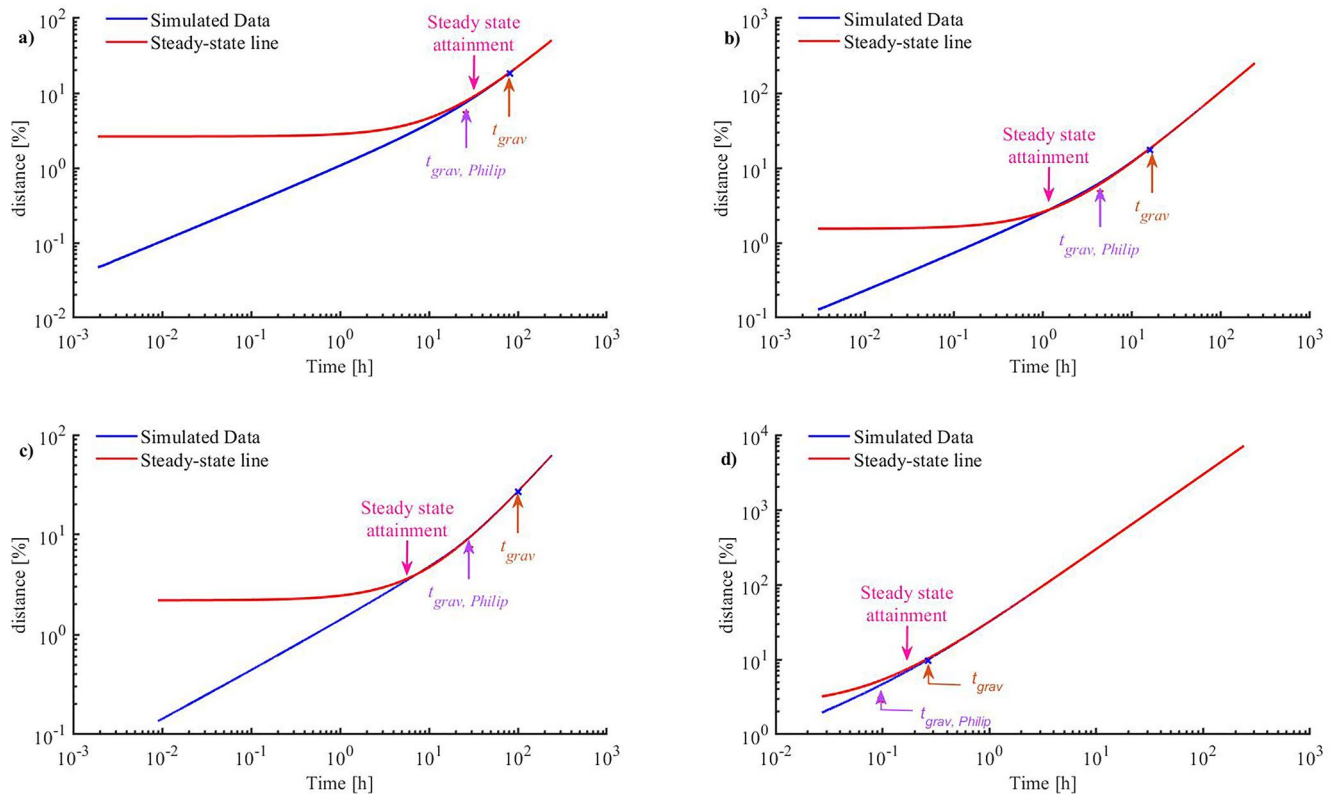 a)
Simulated Data
Steady-state line
Steady state
attainment
t_grav
t_grav, Philip
distance [%]
10^2
10^1
10^0
10^-1
10^-2
10^-3 10^-2 10^-1 10^0 10^1 10^2 10^3
Time [h]
b)
Simulated Data
Steady-state line
Steady state
attainment
t_grav
t_grav, Philip
distance [%]
10^3
10^2
10^1
10^0
10^-1
10^-3 10^-2 10^-1 10^0 10^1 10^2 10^3
Time [h]
c)
Simulated Data
Steady-state line
Steady state
attainment
t_grav
t_grav, Philip
distance [%]
10^2
10^1
10^0
10^-1
10^-3 10^-2 10^-1 10^0 10^1 10^2 10^3
Time [h]
d)
Simulated Data
Steady-state line
Steady state
attainment
t_grav
t_grav, Philip
distance [%]
10^4
10^3
10^2
10^1
10^0
10^-2 10^-1 10^0 10^1 10^2 10^3
Time [h]